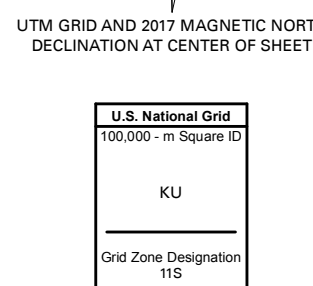 UTM GRID AND 2017 MAGNETIC NORT
DECLINATION AT CENTER OF SHEET
U.S. National Grid
100,000 - m Square ID
KU
Grid Zone Designation
11S